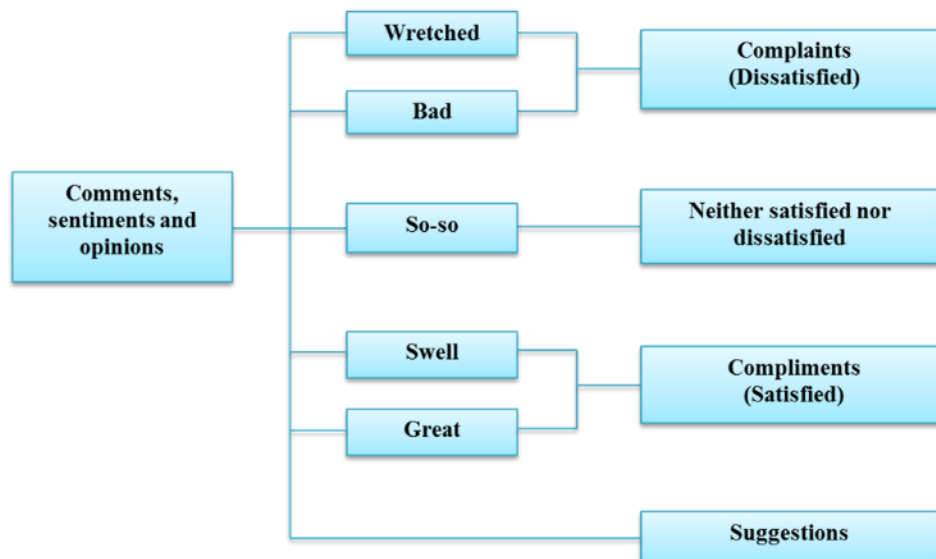 Comments,
sentiments and
opinions
Wretched
Bad
So-so
Swell
Great
Complaints
(Dissatisfied)
Neither satisfied nor
dissatisfied
Compliments
(Satisfied)
Suggestions